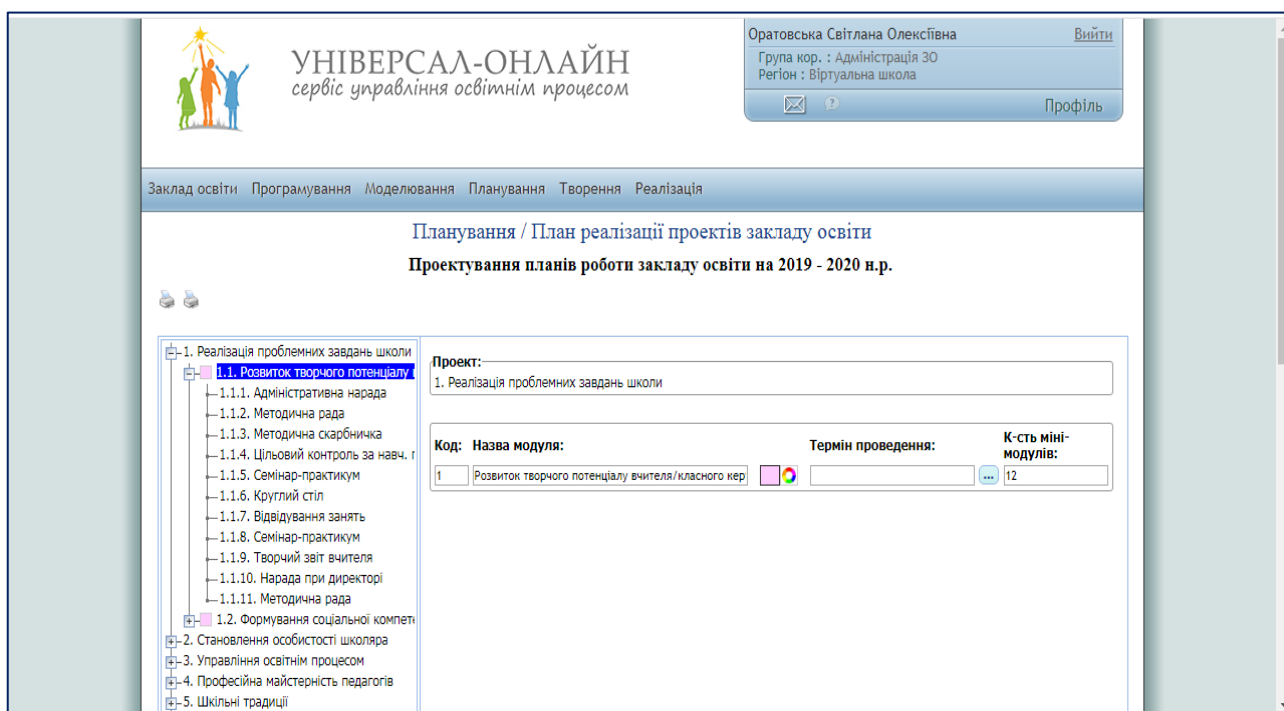 УНІВЕРСАЛ-ОНЛАЙН
сервіс управління освітнім процесом
Оратовська Світлана Олексіївна Вийти
Група кор. : Адміністрація ЗО
Регіон : Віртуальна школа
Профіль
Заклад освіти Програмування Моделювання Планування Творення Реалізація
Планування / План реалізації проектів закладу освіти
Проектування планів роботи закладу освіти на 2019 - 2020 н.р.
1. Реалізація проблемних завдань школи
1.1. Розвиток творчого потенціалу
1.1.1. Адміністративна нарада
1.1.2. Методична рада
1.1.3. Методична скарбничка
1.1.4. Цільовий контроль за навч.
1.1.5. Семінар-практикум
1.1.6. Круглий стіл
1.1.7. Відвідування занять
1.1.8. Семінар-практикум
1.1.9. Творчий звіт вчителя
1.1.10. Нарада при директорі
1.1.11. Методична рада
1.2. Формування соціальної компет
2. Становлення особистості школяра
3. Управління освітнім процесом
4. Професійна майстерність педагогів
5. Шкільні традиції
Проект:
1. Реалізація проблемних завдань школи
Код: Назва модуля: Термін проведення: К-сть міні-
модулів:
1 Розвиток творчого потенціалу вчителя/класного кер ... 12